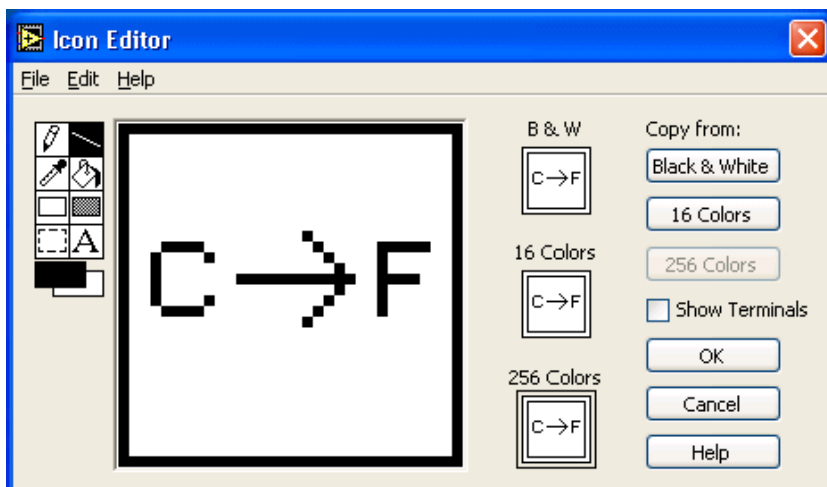 Icon Editor
File Edit Help
A
C→F
B & W
C→F
16 Colors
C→F
256 Colors
C→F
Copy from:
Black & White
16 Colors
256 Colors
Show Terminals
OK
Cancel
Help